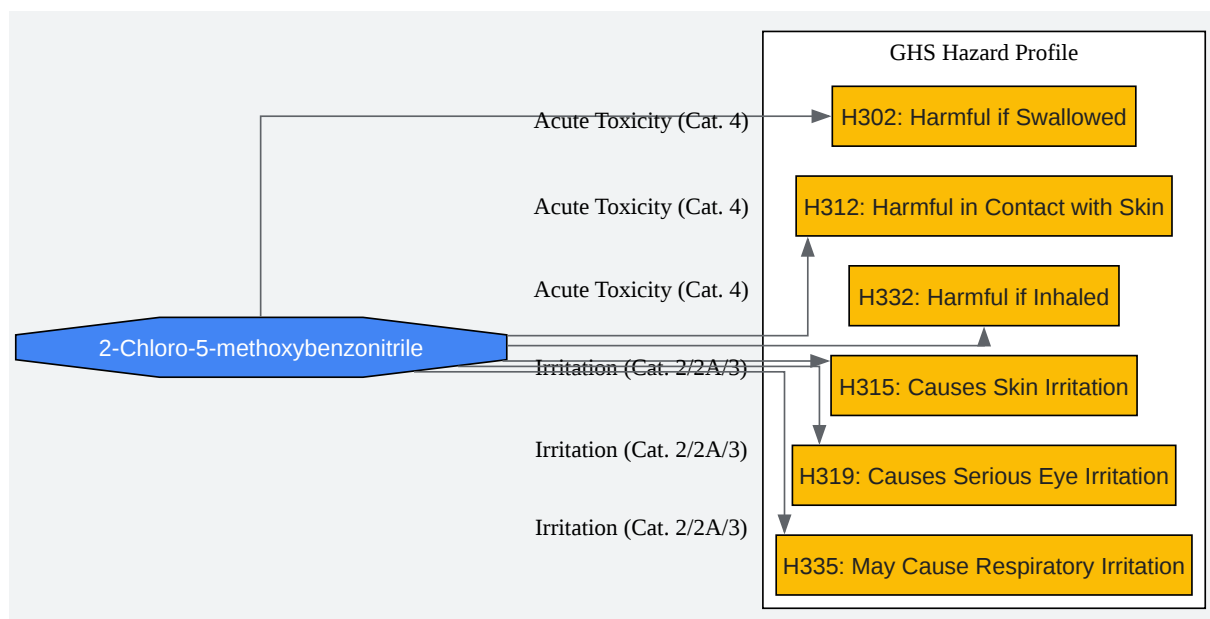 GHS Hazard Profile
Acute Toxicity (Cat. 4)
H302: Harmful if Swallowed
Acute Toxicity (Cat. 4)
H312: Harmful in Contact with Skin
Acute Toxicity (Cat. 4)
H332: Harmful if Inhaled
2-Chloro-5-methoxybenzonitrile
Irritation (Cat. 2/2A/3)
H315: Causes Skin Irritation
Irritation (Cat. 2/2A/3)
H319: Causes Serious Eye Irritation
Irritation (Cat. 2/2A/3)
H335: May Cause Respiratory Irritation